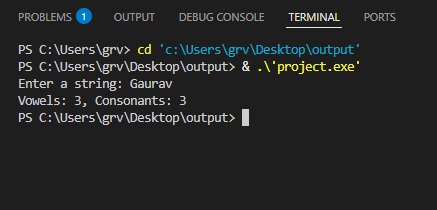 PROBLEMS 1 OUTPUT DEBUG CONSOLE TERMINAL PORTS
PS C:\Users\grv> cd 'c:\Users\grv\Desktop\output'
PS C:\Users\grv\Desktop\output> & .\'project.exe'
Enter a string: Gaurav
Vowels: 3, Consonants: 3
PS C:\Users\grv\Desktop\output>